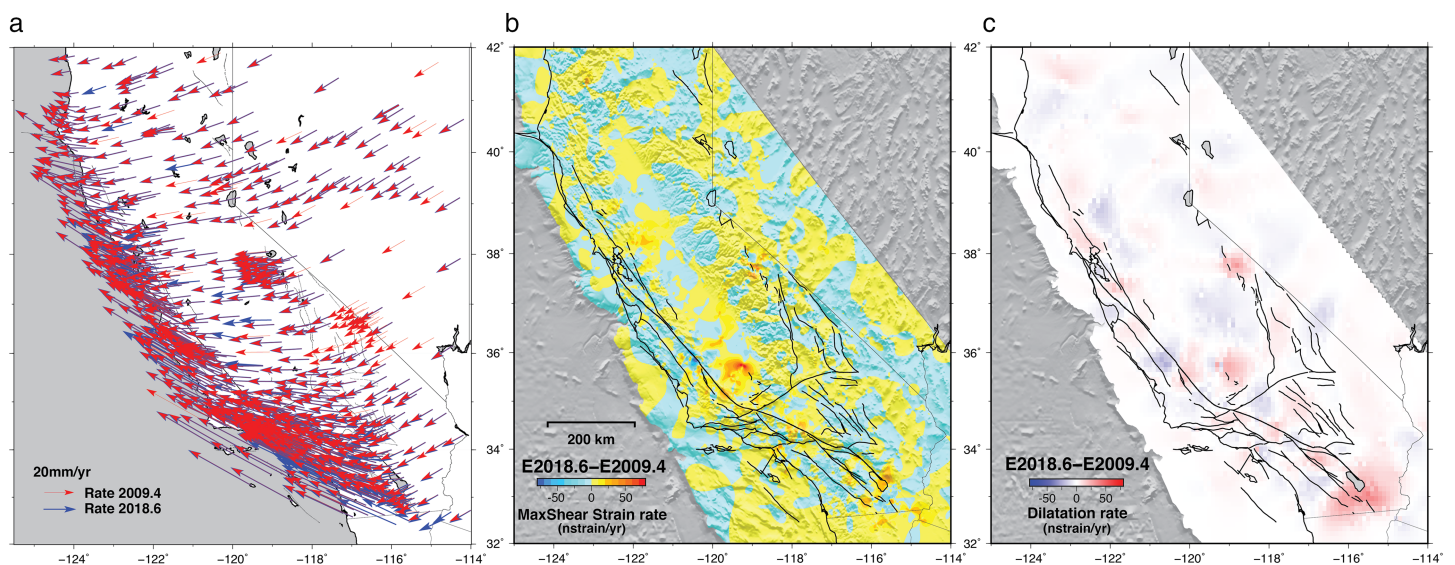 a
b
c
20mm/yr
Rate 2009.4
Rate 2018.6
−124˚
−122˚
−120˚
−118˚
−116˚
−114˚
42˚
40˚
38˚
36˚
34˚
32˚
200 km
E2018.6−E2009.4
-50
0
50
MaxShear Strain rate
(nstrain/yr)
−124˚
−122˚
−120˚
−118˚
−116˚
−114˚
42˚
40˚
38˚
36˚
34˚
32˚
E2018.6−E2009.4
-50
0
50
Dilatation rate
(nstrain/yr)
−124˚
−122˚
−120˚
−118˚
−116˚
−114˚